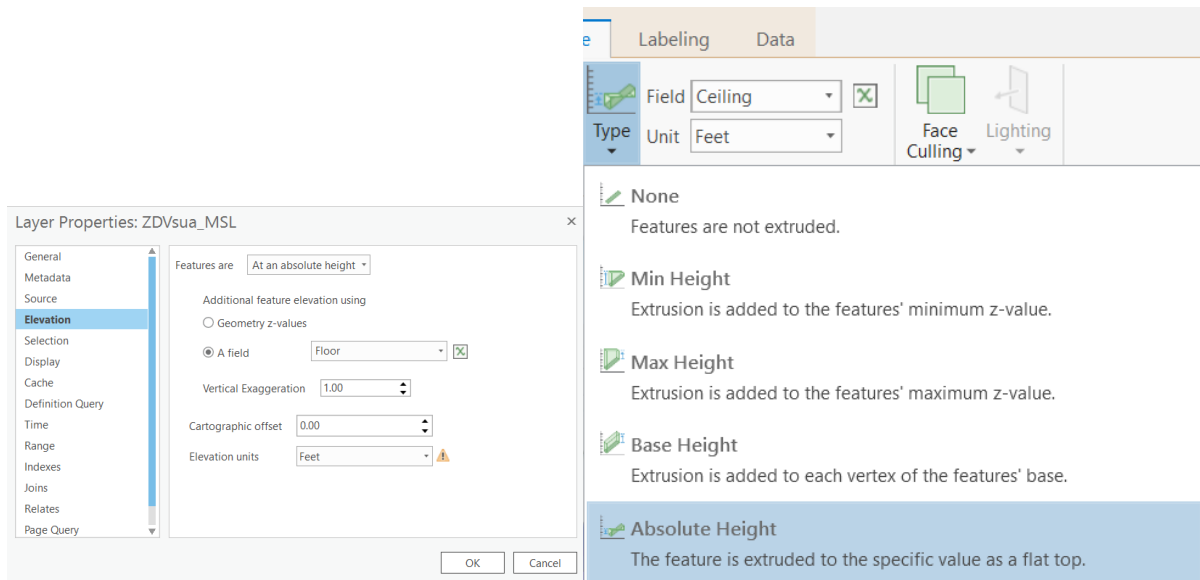 Layer Properties: ZDVsua_MSL
General
Metadata
Source
Elevation
Selection
Display
Cache
Definition Query
Time
Range
Indexes
Joins
Relates
Page Query
Features are At an absolute height
Additional feature elevation using
Geometry z-values
A field Floor
Vertical Exaggeration 1.00
Cartographic offset 0.00
Elevation units Feet
OK Cancel
e Labeling Data
Type
Field Ceiling
Unit Feet
Face
Culling
Lighting
None
Features are not extruded.
Min Height
Extrusion is added to the features' minimum z-value.
Max Height
Extrusion is added to the features' maximum z-value.
Base Height
Extrusion is added to each vertex of the features' base.
Absolute Height
The feature is extruded to the specific value as a flat top.